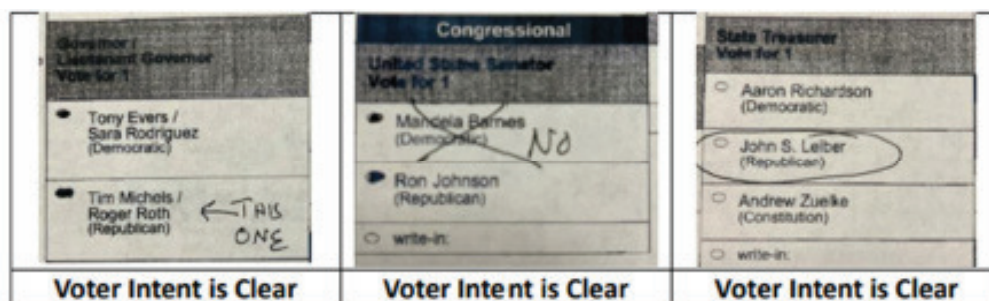 Governor /
Lieutenant Governor
Vote for 1
Tony Evers /
Sara Rodriguez
(Democratic)
Tim Michels /
Roger Roth
(Republican)
← THIS
ONE
Voter Intent is Clear
Congressional
United States Senator
Vote for 1
Mandela Barnes
(Democratic)
NO
Ron Johnson
(Republican)
write-in:
Voter Intent is Clear
State Treasurer
Vote for 1
Aaron Richardson
(Democratic)
John S. Leiber
(Republican)
Andrew Zuelke
(Constitution)
write-in:
Voter Intent is Clear